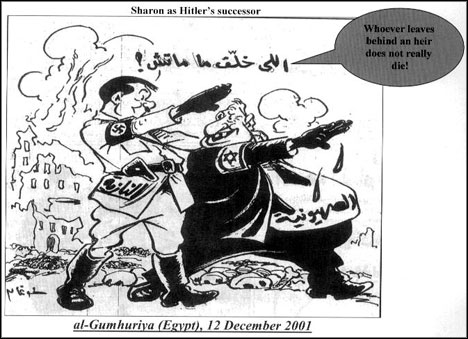 Sharon as Hitler's successor
Whoever leaves
behind an heir
does not really
die!
اللى خلّف ما ماتش !
النازية
الصهيونية
al-Gumhuriya (Egypt), 12 December 2001